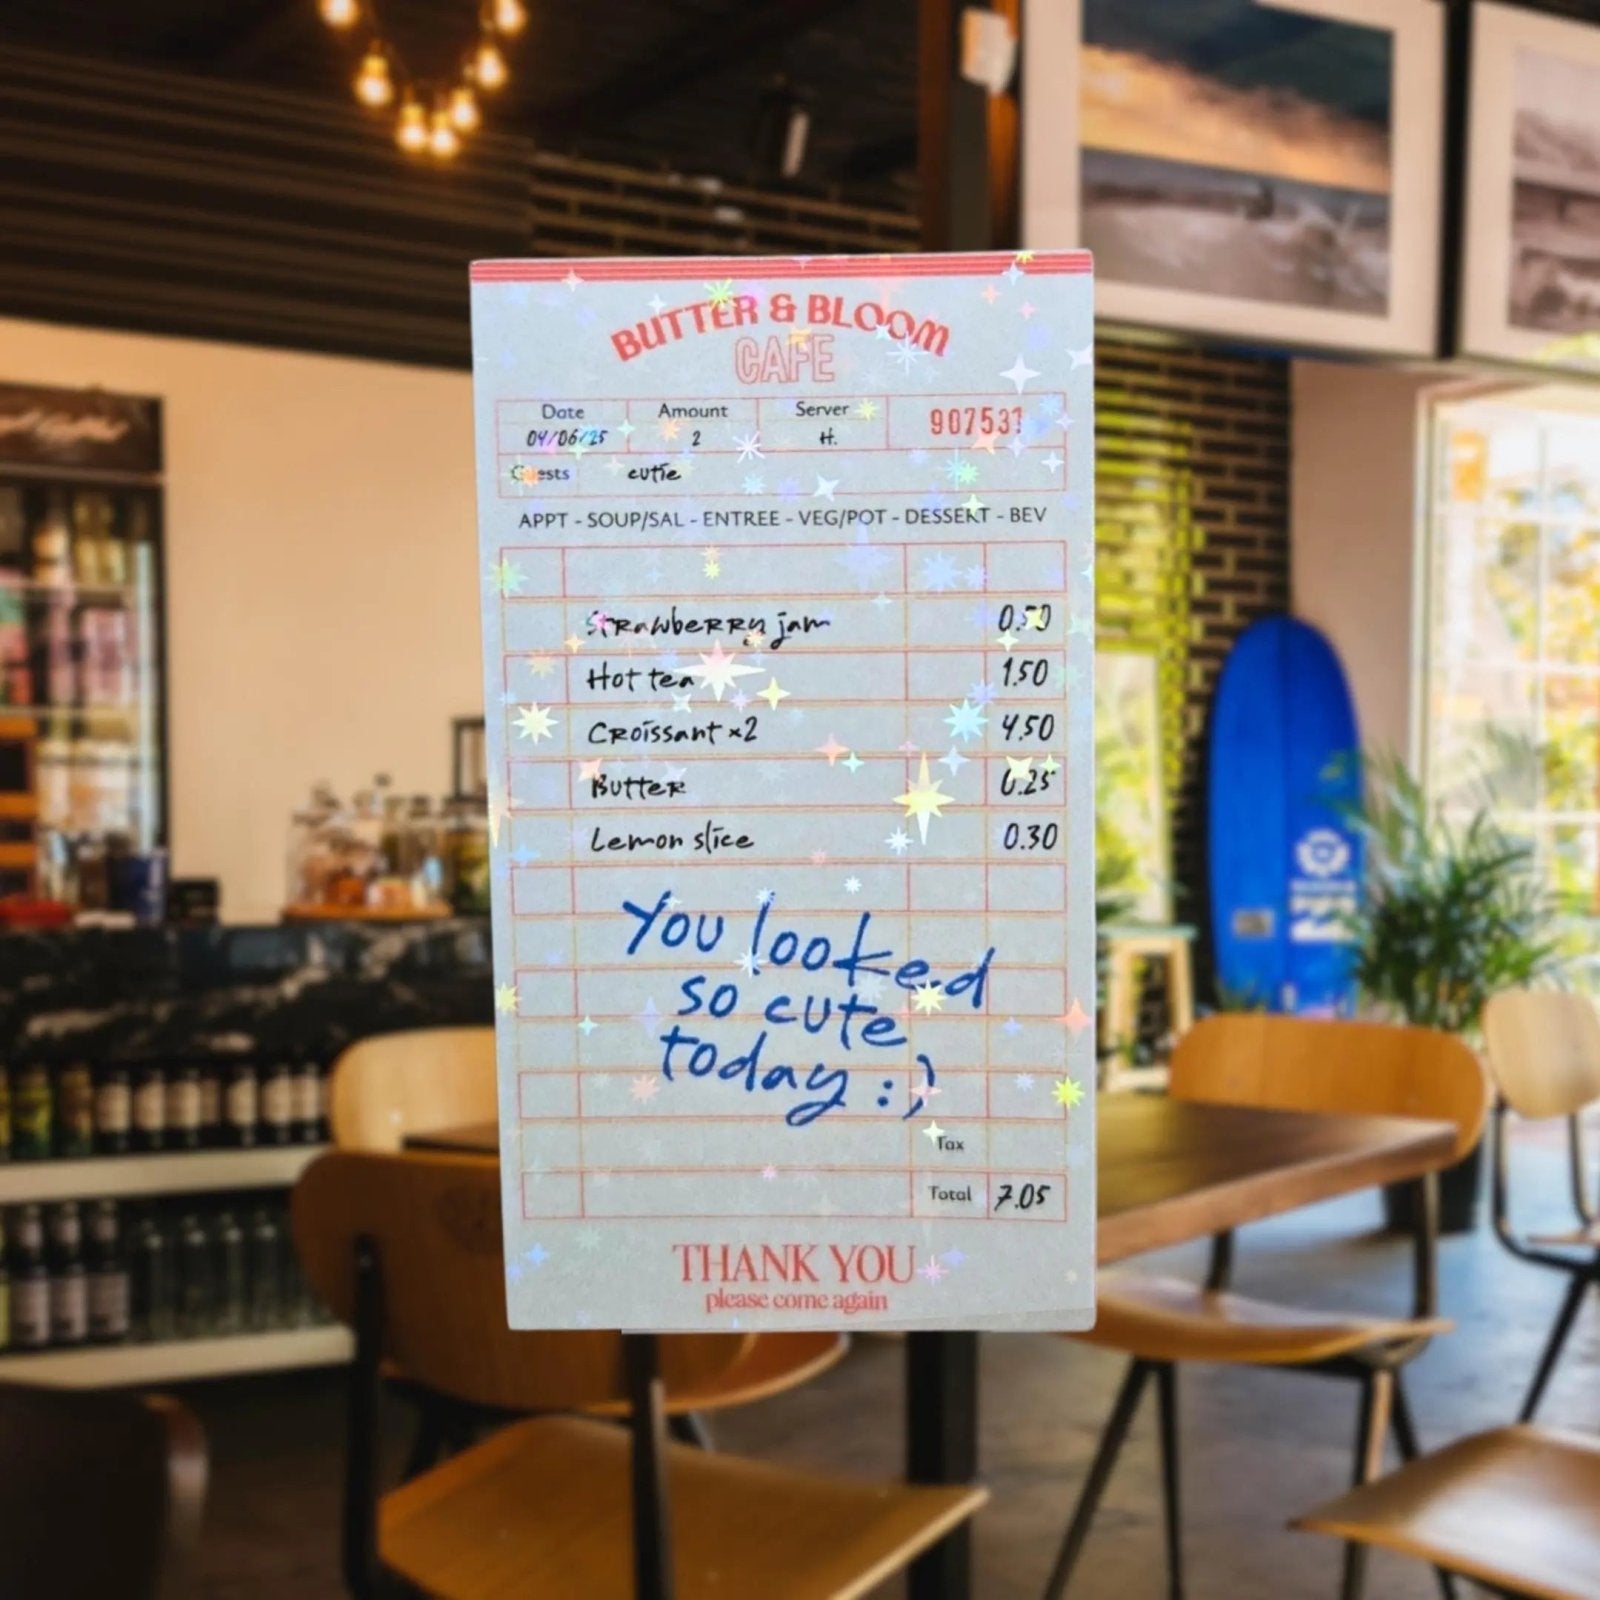 BUTTER & BLOOM
CAFE
Date Amount Server
04/06/25 2 H. 907531
Guests cutie
APPT - SOUP/SAL - ENTREE - VEG/POT - DESSERT - BEV
Strawberry jam 0.50
Hot tea 1.50
Croissant x2 4.50
Butter 0.25
Lemon slice 0.30
You looked
so cute
today :)
Tax
Total 7.05
THANK YOU
please come again